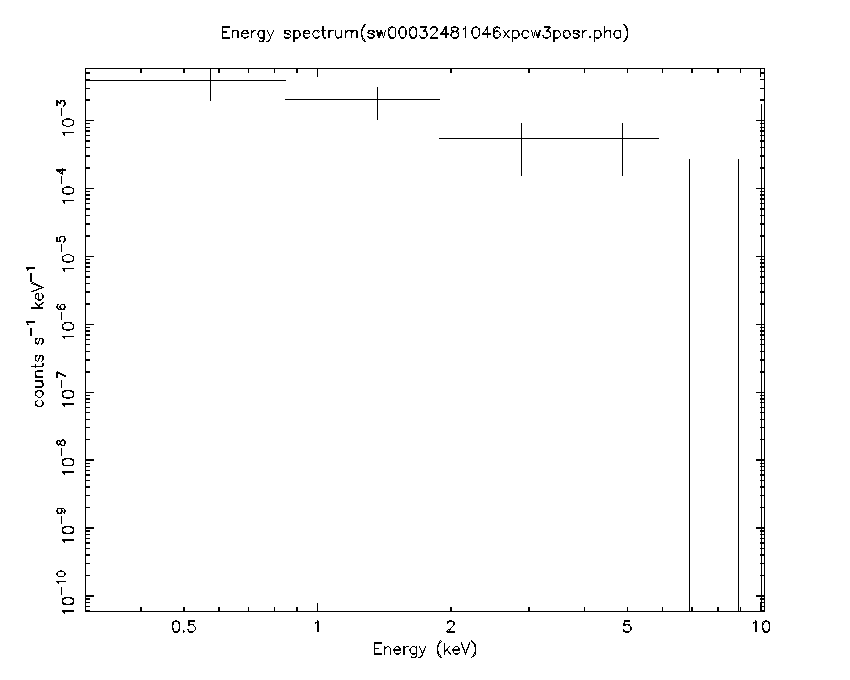 Energy spectrum(sw00032481046xpcw3posr.pha)
counts s⁻¹ keV⁻¹
10⁻³
10⁻⁴
10⁻⁵
10⁻⁶
10⁻⁷
10⁻⁸
10⁻⁹
10⁻¹⁰
0.5 1 2 5 10
Energy (keV)